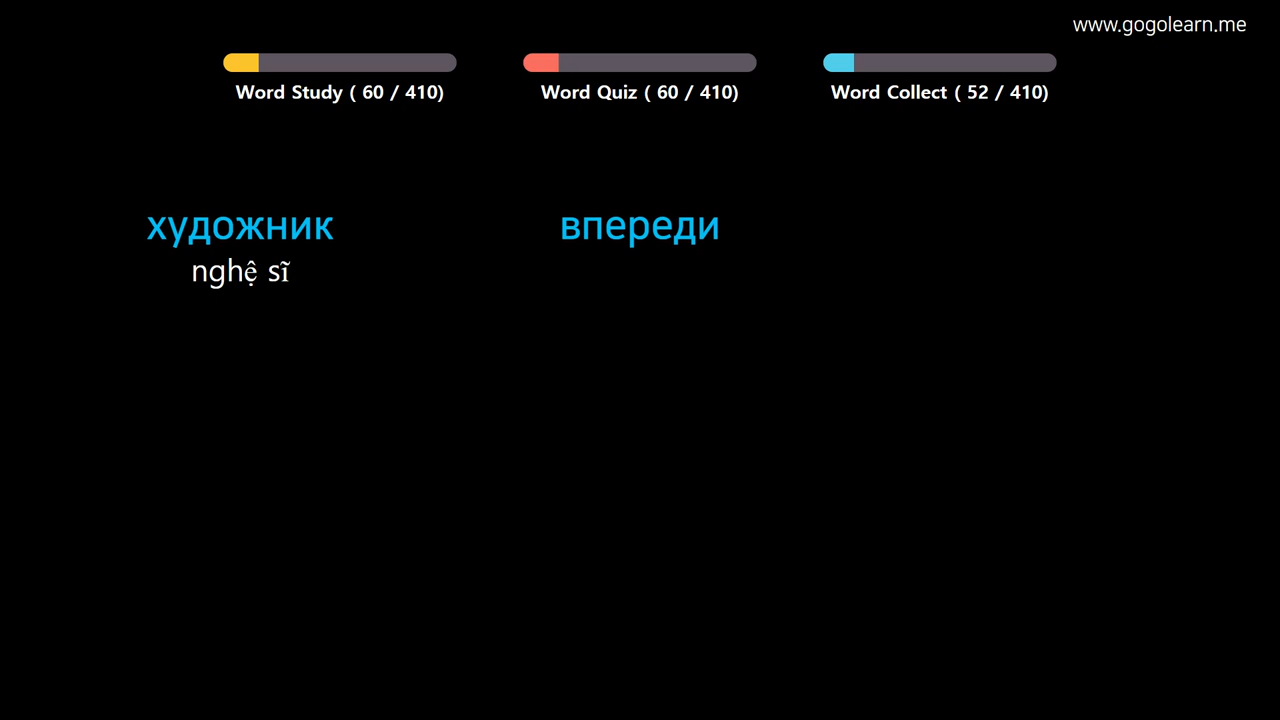 www.gogolearn.me
Word Study ( 60 / 410)
Word Quiz ( 60 / 410)
Word Collect ( 52 / 410)
художник
nghệ sĩ
впереди